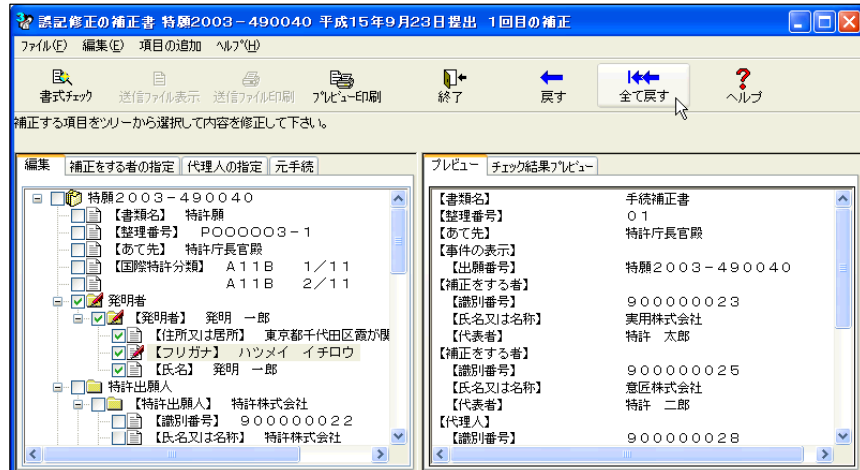 誤記修正の補正書 特願2003－490040 平成15年9月23日提出 1回目の補正
ファイル(F) 編集(E) 項目の追加 ヘルプ(H)
書式チェック 送信ファイル表示 送信ファイル印刷 プレビュー印刷 終了 戻す 全て戻す ヘルプ
補正する項目をツリーから選択して内容を修正して下さい。
編集 補正をする者の指定 代理人の指定 元手続
特願2003－490040
【書類名】 特許願
【整理番号】 P000003－1
【あて先】 特許庁長官殿
【国際特許分類】 A11B 1／11
A11B 2／11
発明者
【発明者】 発明 一郎
【住所又は居所】 東京都千代田区霞が関
【フリガナ】 ハツメイ イチロウ
【氏名】 発明 一郎
特許出願人
【特許出願人】 特許株式会社
【識別番号】 900000022
【氏名又は名称】 特許株式会社
プレビュー チェック結果プレビュー
【書類名】 手続補正書
【整理番号】 01
【あて先】 特許庁長官殿
【事件の表示】
【出願番号】 特願2003－490040
【補正をする者】
【識別番号】 900000023
【氏名又は名称】 実用株式会社
【代表者】 特許 太郎
【補正をする者】
【識別番号】 900000025
【氏名又は名称】 意匠株式会社
【代表者】 特許 二郎
【代理人】
【識別番号】 900000028